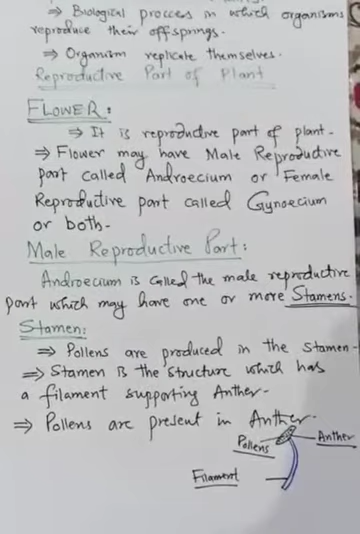 ⇒ Biological proccess in which organisms
reproduce their offsprings.
⇒ Organism replicate themselves.
Reproductive Part of Plant
FLOWER:
⇒ It is reproductive part of plant.
⇒ Flower may have Male Reproductive
part called Androecium or Female
Reproductive part called Gynoecium
or both.
Male Reproductive Part:
Androecium is called the male reproductive
part which may have one or more Stamens.
Stamen:
⇒ Pollens are produced in the stamen.
⇒ Stamen is the structure which has
a filament supporting Anther.
⇒ Pollens are present in Anther.
Pollens Anther
Filament